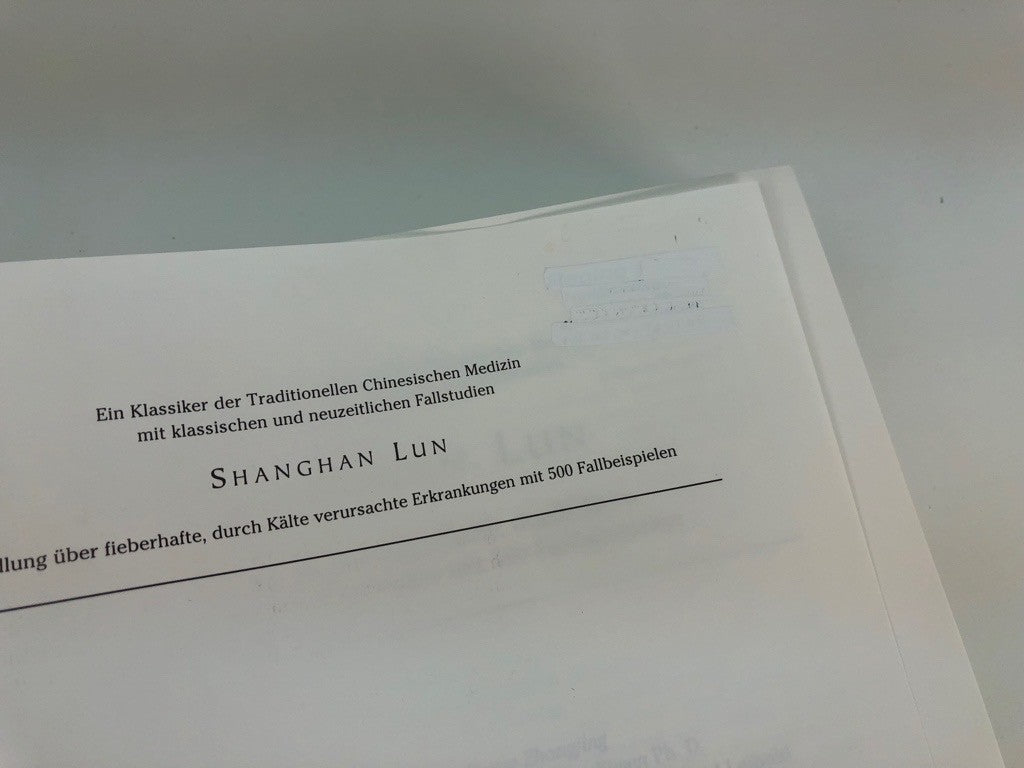 Ein Klassiker der Traditionellen Chinesischen Medizin
mit klassischen und neuzeitlichen Fallstudien
SHANGHAN LUN
llung über fieberhafte, durch Kälte verursachte Erkrankungen mit 500 Fallbeispielen